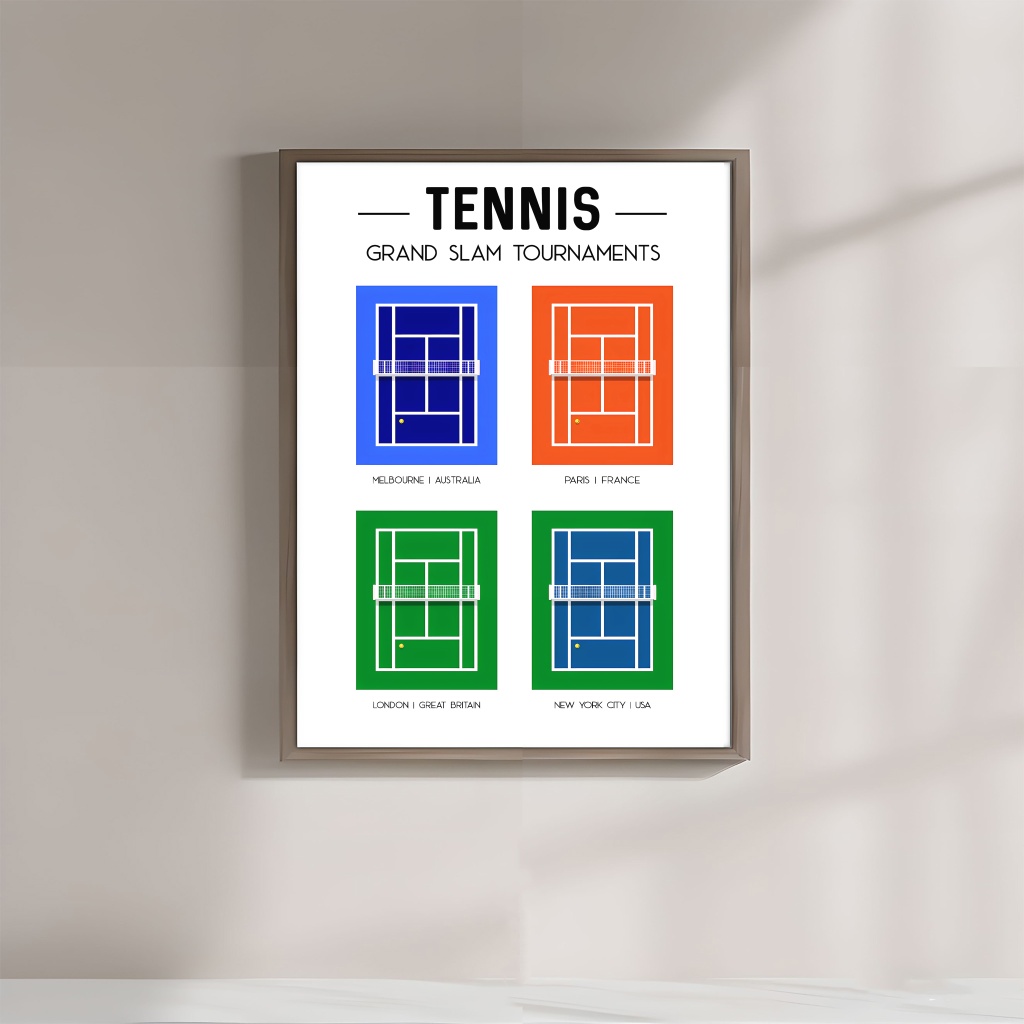 TENNIS
GRAND SLAM TOURNAMENTS
MELBOURNE | AUSTRALIA
PARIS | FRANCE
LONDON | GREAT BRITAIN
NEW YORK CITY | USA